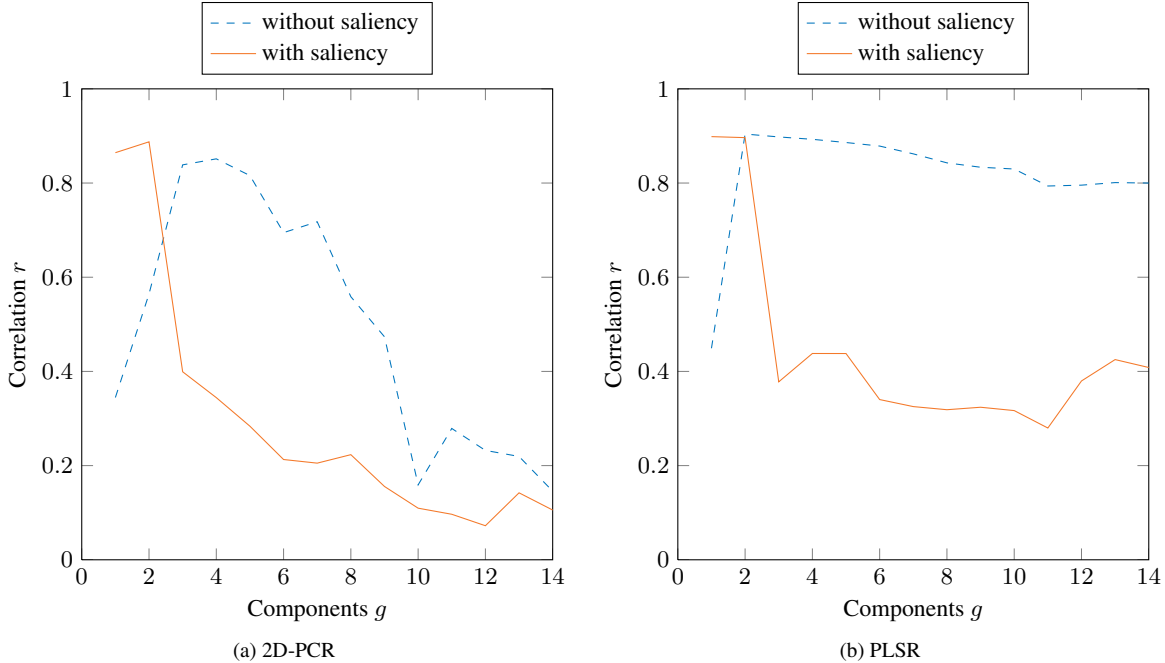 without saliency
with saliency
1
0.8
0.6
0.4
0.2
0
Correlation r
0 2 4 6 8 10 12 14
Components g
(a) 2D-PCR
without saliency
with saliency
1
0.8
0.6
0.4
0.2
0
Correlation r
0 2 4 6 8 10 12 14
Components g
(b) PLSR